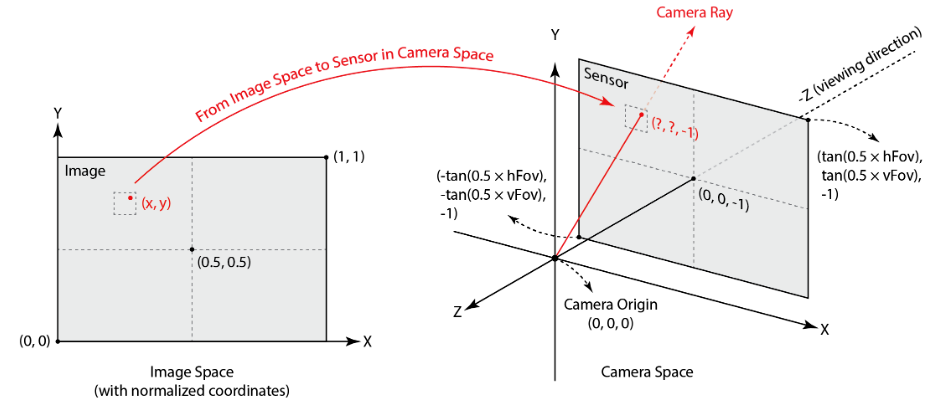 Camera Ray
From Image Space to Sensor in Camera Space
Y
-Z (viewing direction)
Sensor
(?, ?, -1)
Y
(1, 1)
Image
(x, y)
(0.5, 0.5)
(0, 0)
X
(-tan(0.5 × hFov),
-tan(0.5 × vFov),
-1)
(tan(0.5 × hFov),
tan(0.5 × vFov),
-1)
(0, 0, -1)
Z
Camera Origin
(0, 0, 0)
X
Image Space
(with normalized coordinates)
Camera Space